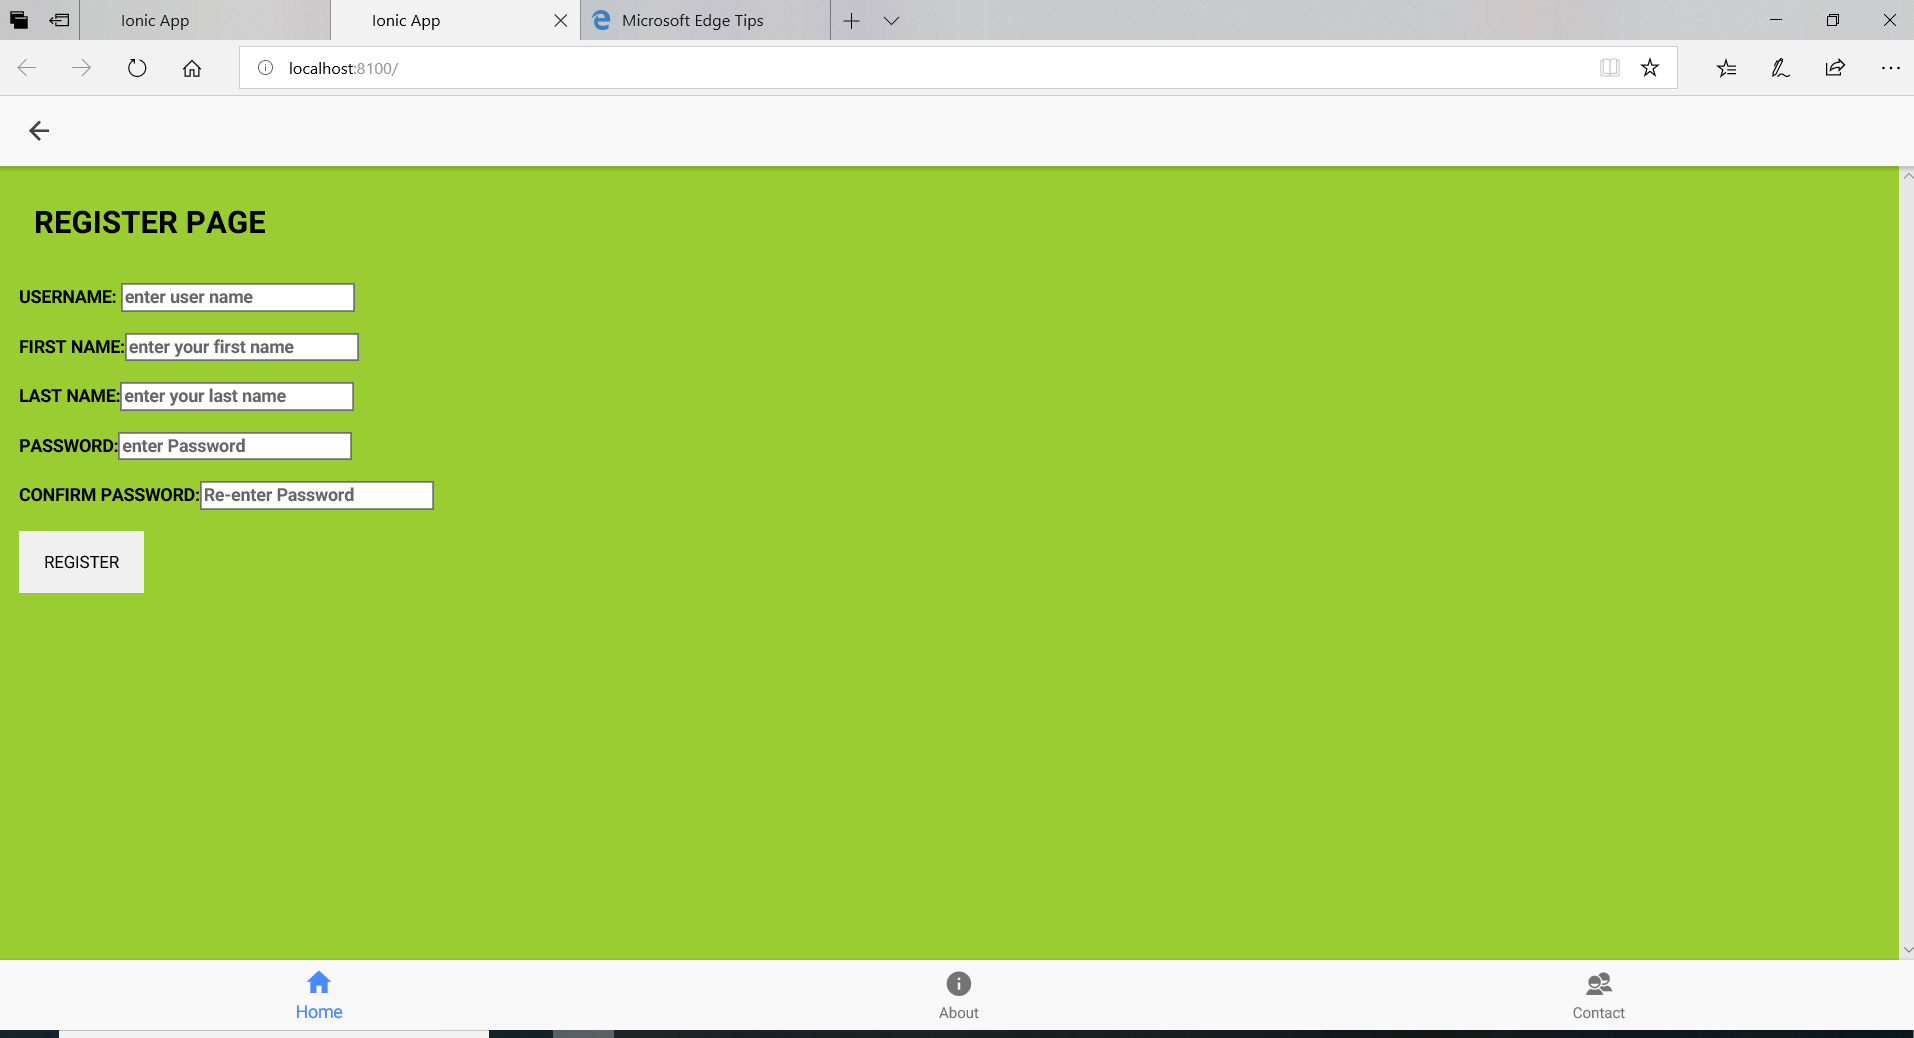 Ionic App Ionic App Microsoft Edge Tips
localhost:8100/
REGISTER PAGE
USERNAME: enter user name
FIRST NAME: enter your first name
LAST NAME: enter your last name
PASSWORD: enter Password
CONFIRM PASSWORD: Re-enter Password
REGISTER
Home About Contact